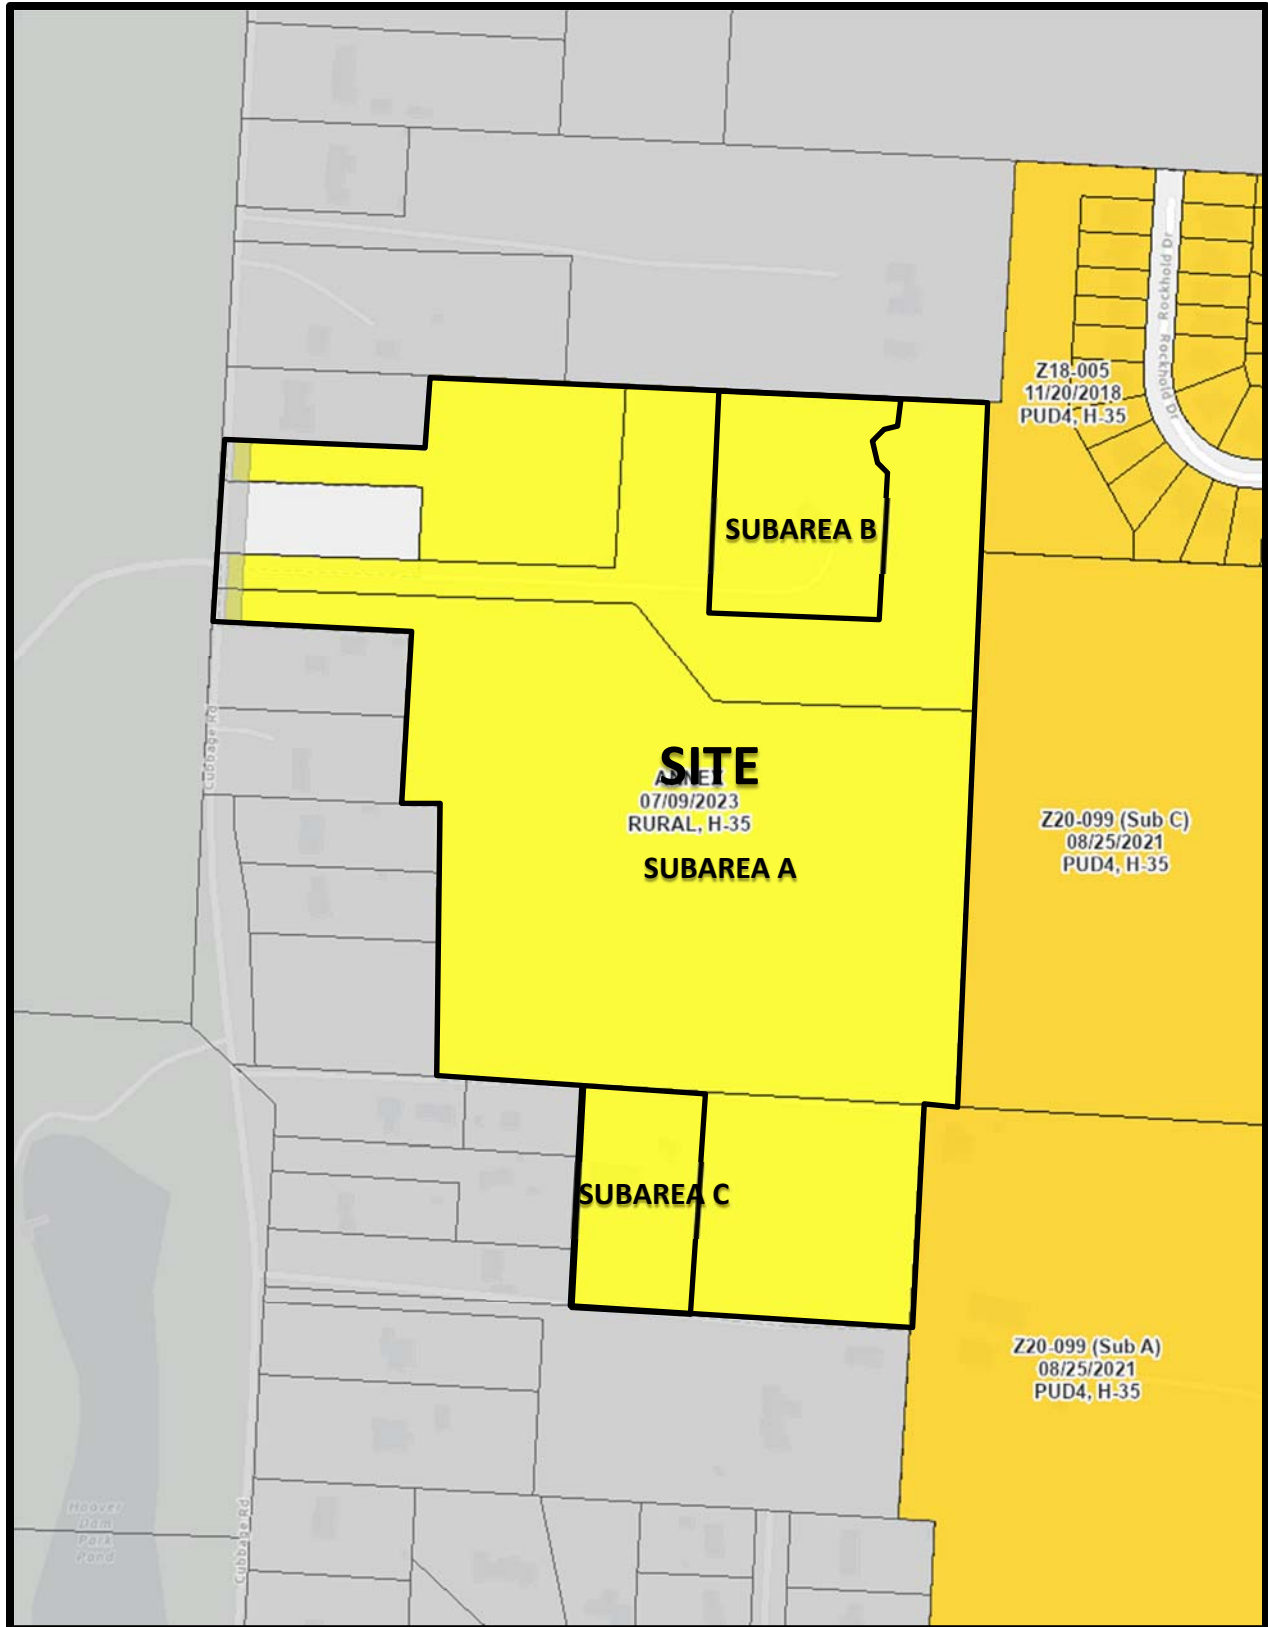 Rockhold Dr
Rockhold Dr
Z18-005
11/20/2018
PUD4, H-35
SUBAREA B
Cubbage Rd
SITE
ANNEX
07/09/2023
RURAL, H-35
SUBAREA A
Z20-099 (Sub C)
08/25/2021
PUD4, H-35
SUBAREA C
Z20-099 (Sub A)
08/25/2021
PUD4, H-35
Hoover
Dam
Park
Pond
Cubbage Rd